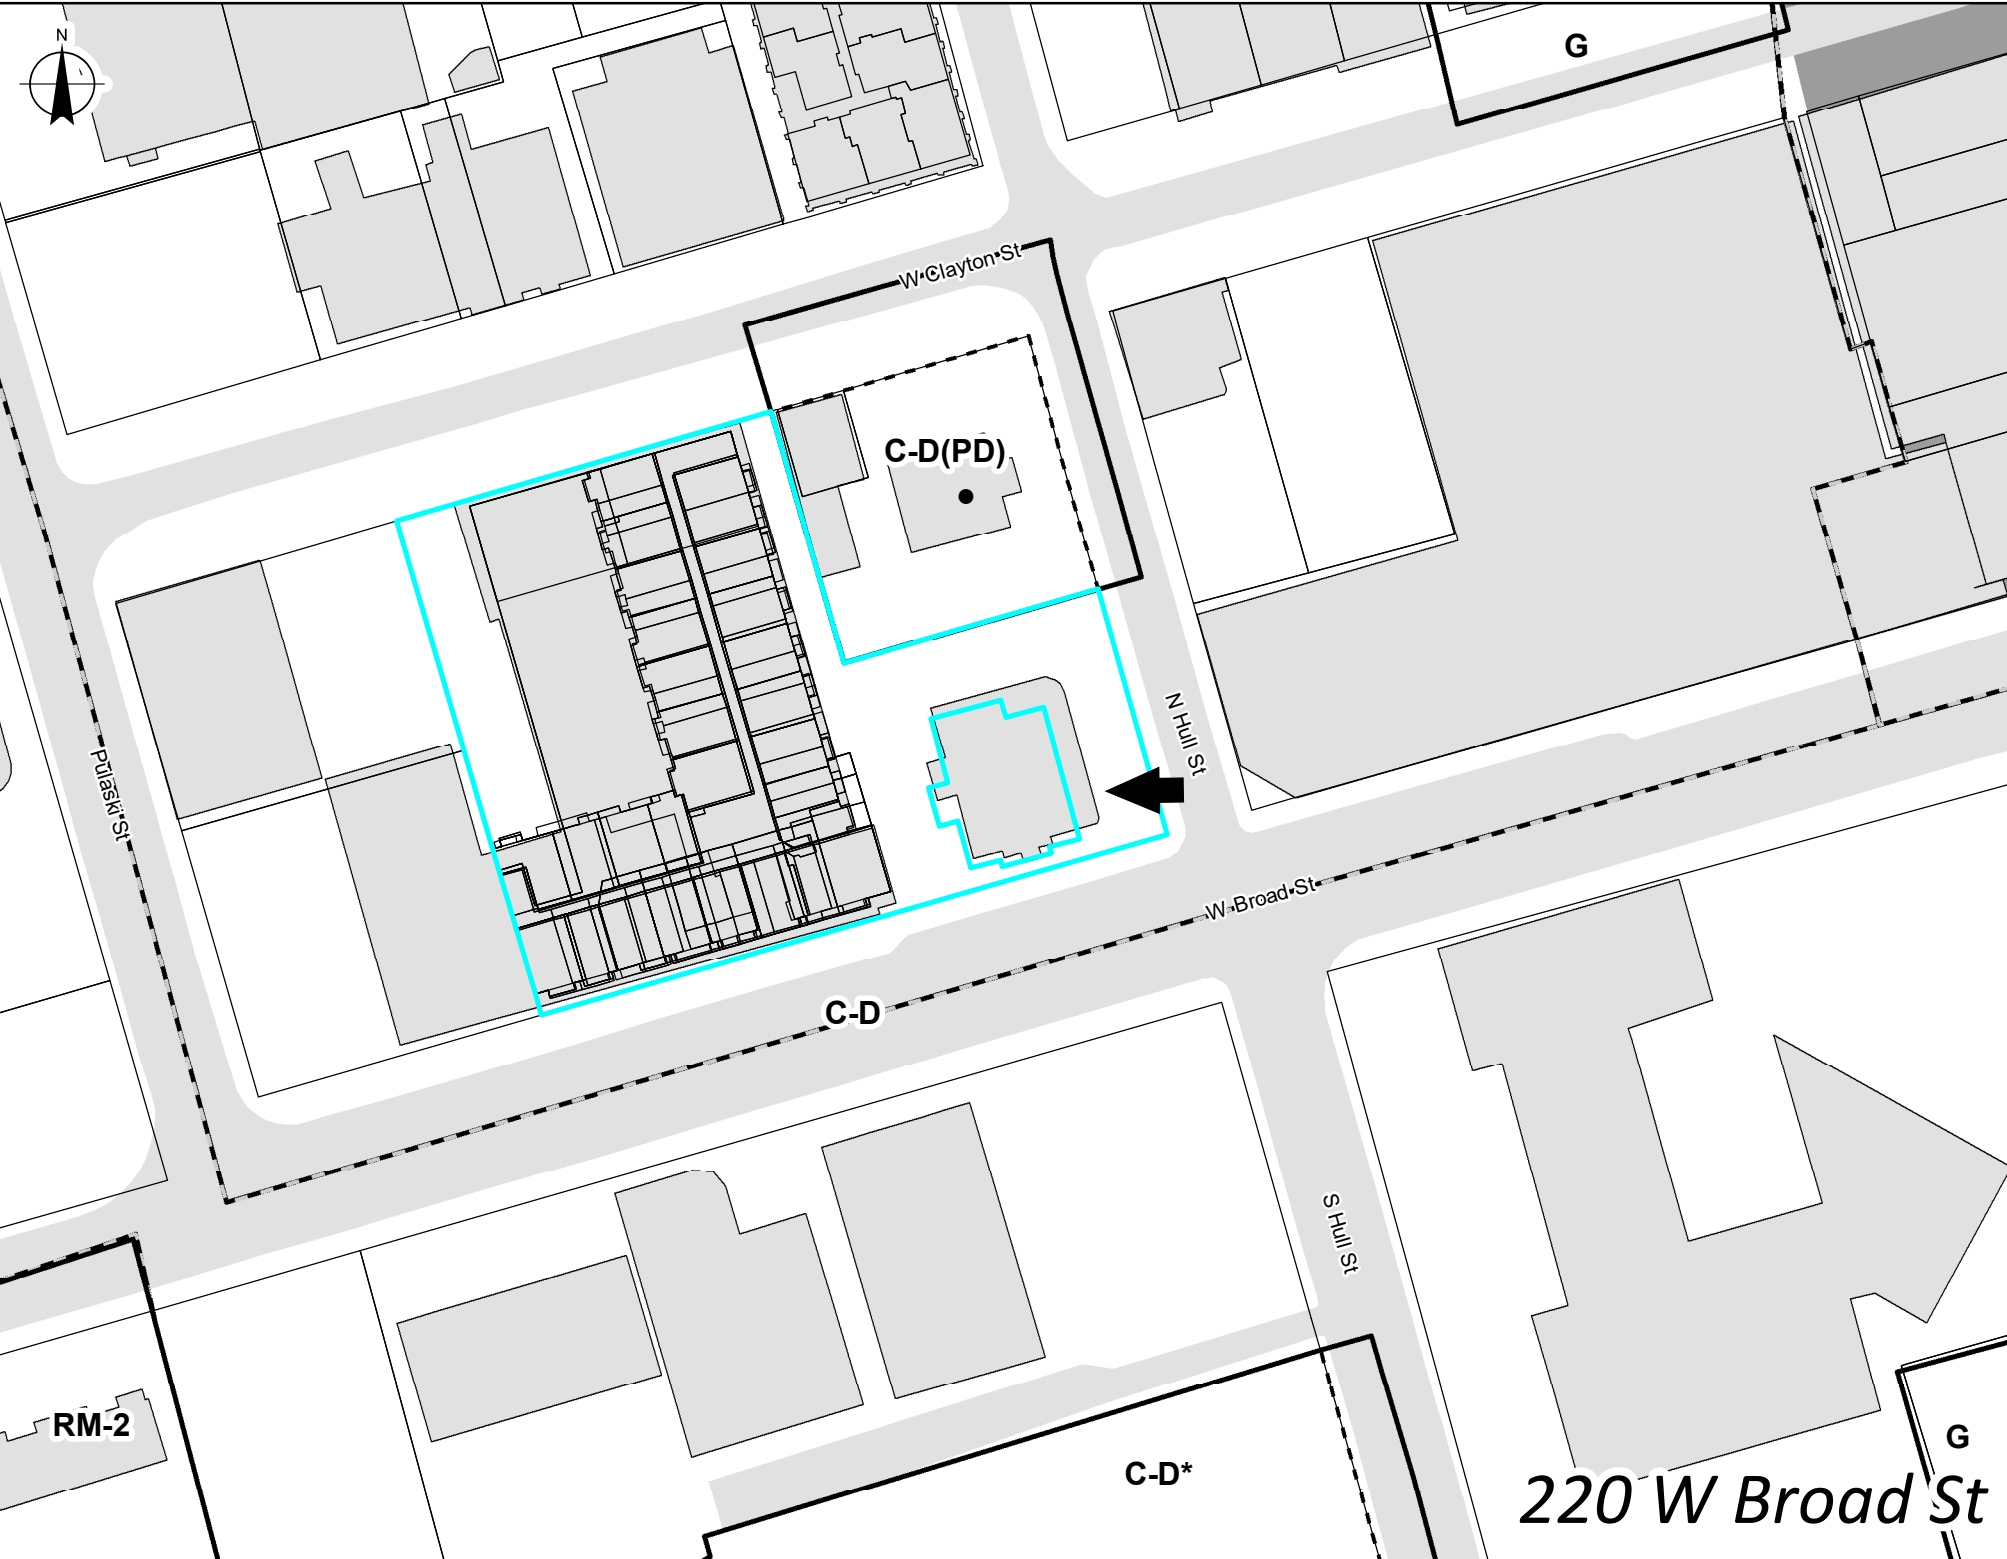 N
G
W Clayton St
C-D(PD)
N Hull St
Pulaski St
W Broad St
C-D
S Hull St
RM-2
C-D*
G
220 W Broad St